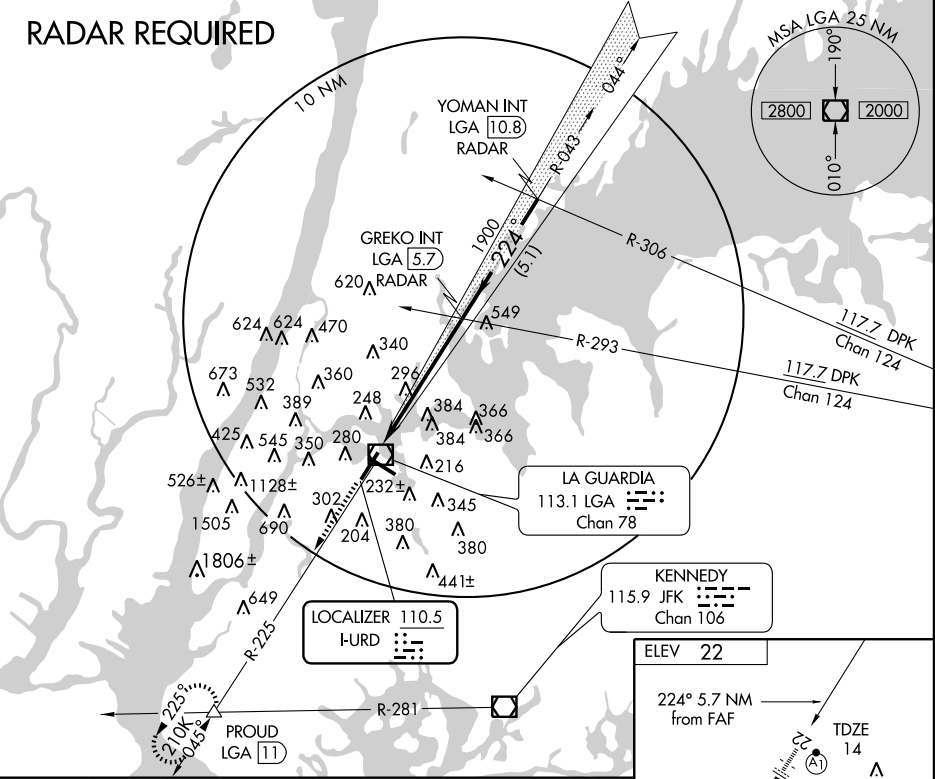 RADAR REQUIRED
10 NM
MSA LGA 25 NM
190°
2800
2000
010°
YOMAN INT
LGA 10.8
RADAR
044°
R-043
1900
224°
(5.1)
GREKO INT
LGA 5.7
RADAR
R-306
117.7 DPK
Chan 124
R-293
117.7 DPK
Chan 124
620
549
624
624
470
340
673
532
360
296
389
248
384
366
384
366
425
545
350
280
216
526±
1128±
302
232±
345
1505
690
204
380
380
1806±
441±
649
LA GUARDIA
113.1 LGA
Chan 78
KENNEDY
115.9 JFK
Chan 106
LOCALIZER 110.5
I-URD
R-225
R-281
225°
210K
045°
PROUD
LGA 11
ELEV 22
224° 5.7 NM
from FAF
22
TDZE
14
A1